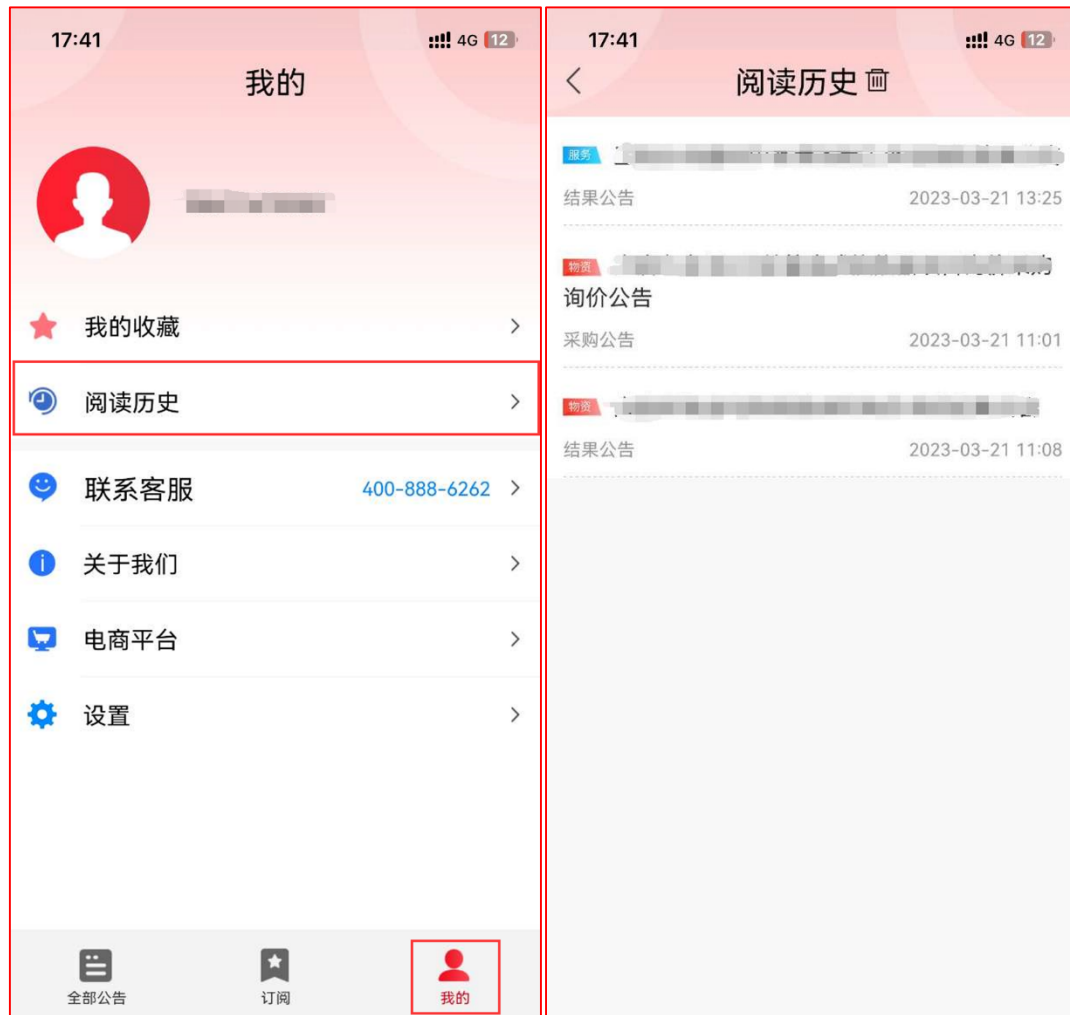 17:41
4G 12
我的
我的收藏
阅读历史
联系客服 400-888-6262
关于我们
电商平台
设置
全部公告 订阅 我的
17:41
4G 12
阅读历史
服务
结果公告 2023-03-21 13:25
物资
询价公告
采购公告 2023-03-21 11:01
物资
结果公告 2023-03-21 11:08